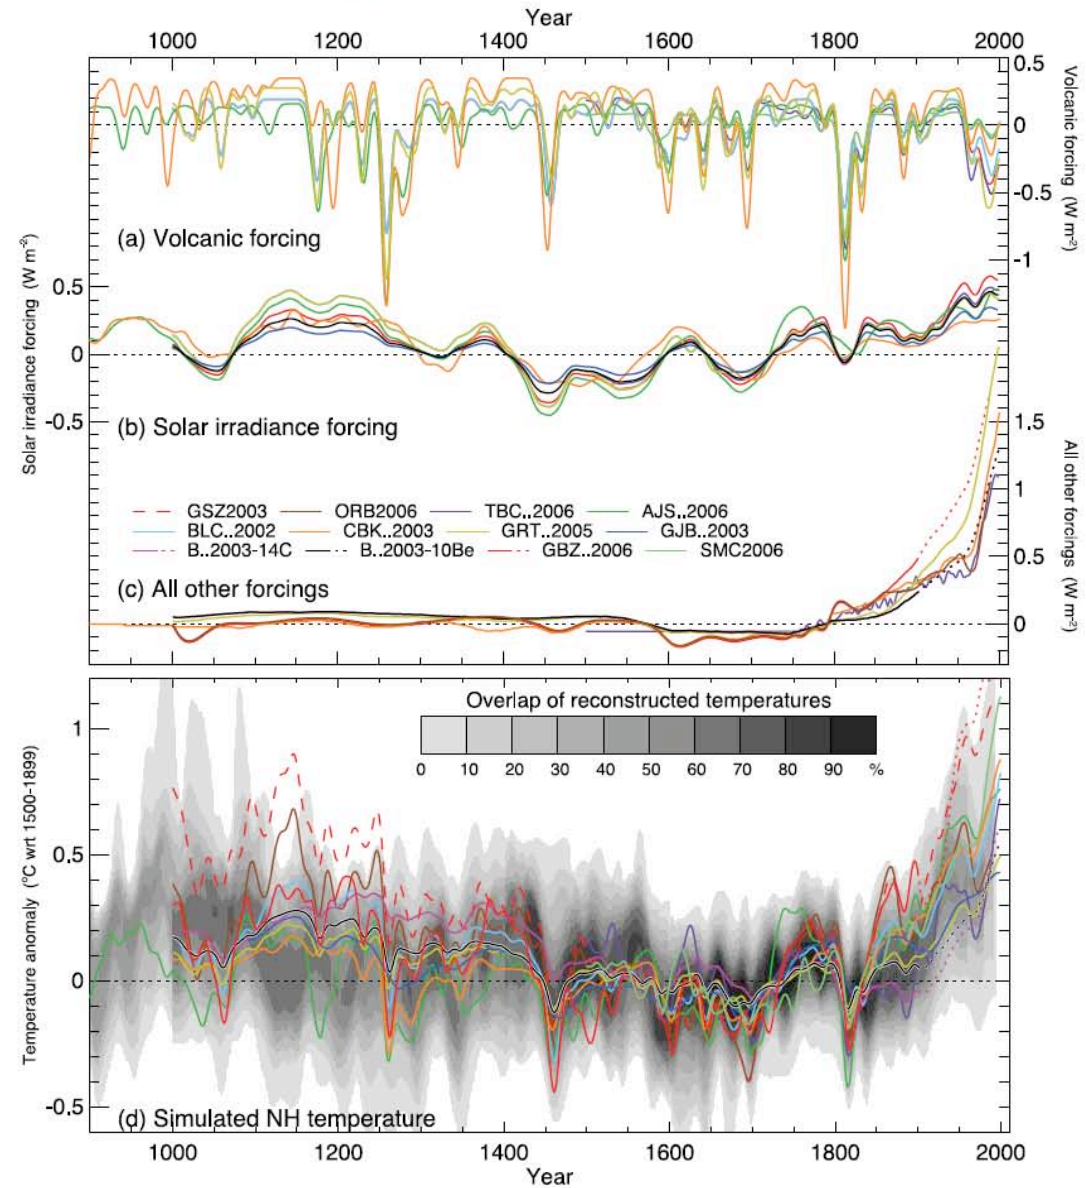 Year
1000 1200 1400 1600 1800 2000
0.5
0
-0.5
-1
Volcanic forcing (W m-2)
(a) Volcanic forcing
0.5
0
-0.5
Solar irradiance forcing (W m-2)
(b) Solar irradiance forcing
1.5
1
0.5
0
All other forcings (W m-2)
GSZ2003 ORB2006 TBC..2006 AJS..2006
BLC..2002 CBK..2003 GRT..2005 GJB..2003
B..2003-14C B..2003-10Be GBZ..2006 SMC2006
(c) All other forcings
Overlap of reconstructed temperatures
0 10 20 30 40 50 60 70 80 90 %
1
0.5
0
-0.5
Temperature anomaly (°C wrt 1500-1899)
(d) Simulated NH temperature
1000 1200 1400 1600 1800 2000
Year